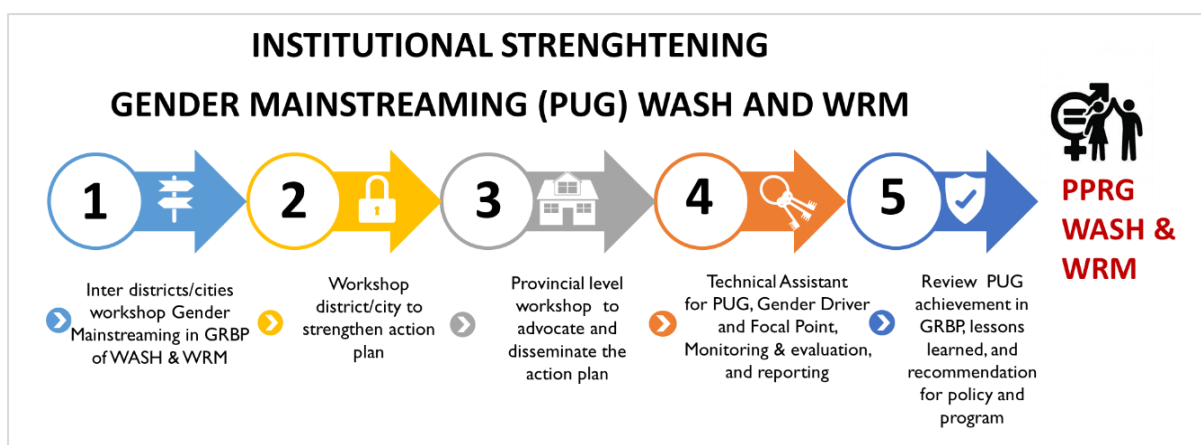 INSTITUTIONAL STRENGHTENING
GENDER MAINSTREAMING (PUG) WASH AND WRM
1
2
3
4
5
PPRG
WASH &
WRM
Inter districts/cities
workshop Gender
Mainstreaming in GRBP
of WASH & WRM
Workshop
district/city to
strengthen action
plan
Provincial level
workshop to
advocate and
disseminate the
action plan
Technical Assistant
for PUG, Gender Driver
and Focal Point,
Monitoring & evaluation,
and reporting
Review PUG
achievement in
GRBP, lessons
learned, and
recommendation
for policy and
program